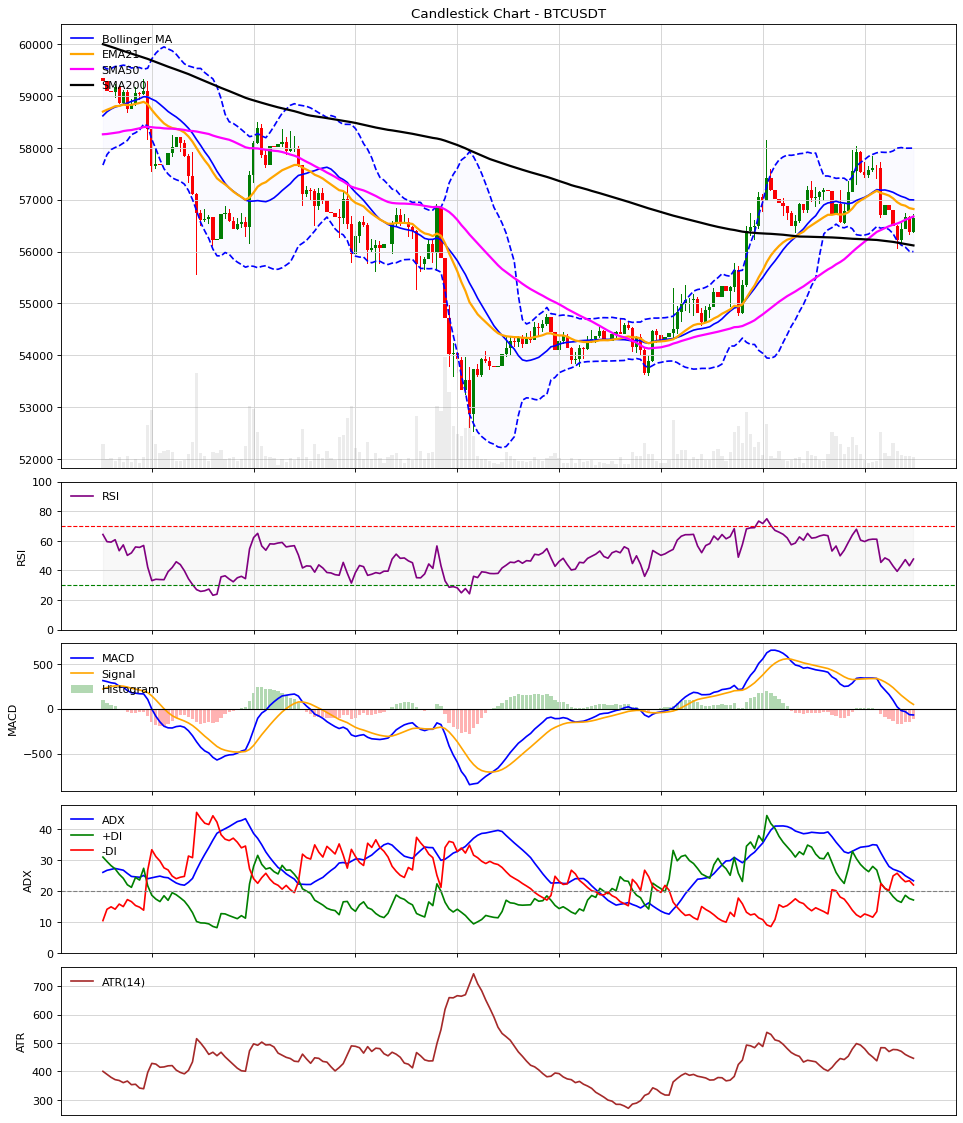 Candlestick Chart - BTCUSDT
60000
59000
58000
57000
56000
55000
54000
53000
52000
Bollinger MA
EMA21
SMA50
SMA200
100
80
60
40
20
0
RSI
RSI
500
0
−500
MACD
MACD
Signal
Histogram
40
30
20
10
0
ADX
ADX
+DI
-DI
700
600
500
400
300
ATR
ATR(14)